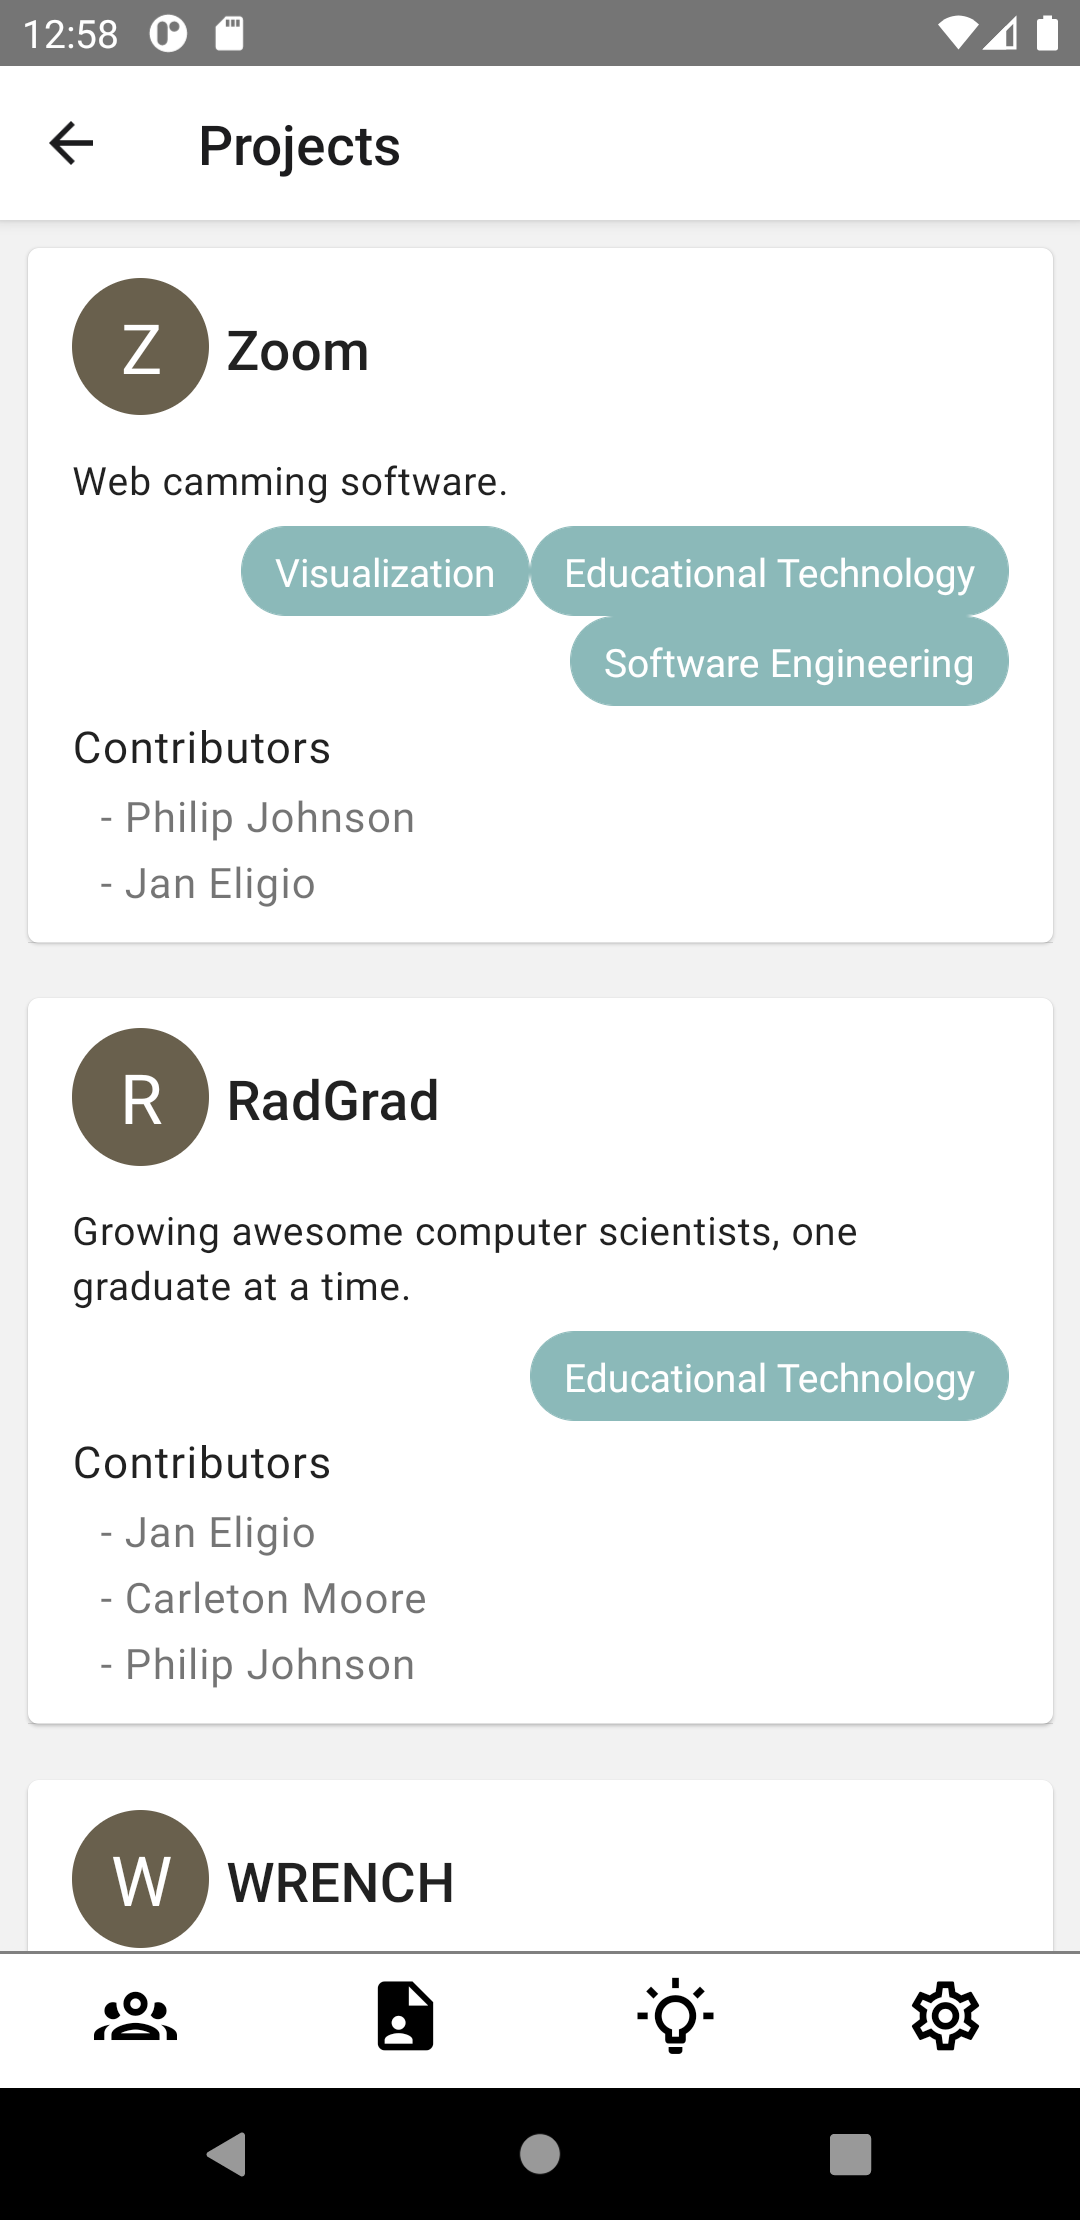 12:58
Projects
Z
Zoom
Web camming software.
Visualization Educational Technology
Software Engineering
Contributors
- Philip Johnson
- Jan Eligio
R
RadGrad
Growing awesome computer scientists, one
graduate at a time.
Educational Technology
Contributors
- Jan Eligio
- Carleton Moore
- Philip Johnson
W
WRENCH